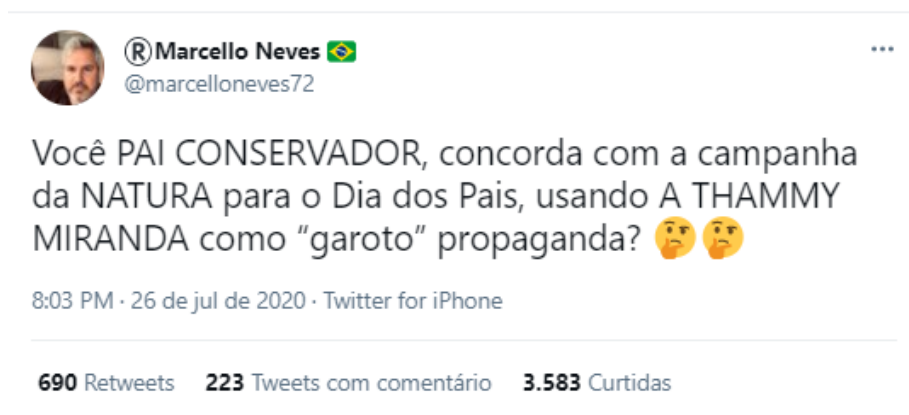 ®Marcello Neves 🇧🇷
@marcelloneves72
Você PAI CONSERVADOR, concorda com a campanha
da NATURA para o Dia dos Pais, usando A THAMMY
MIRANDA como “garoto” propaganda? 🤔🤔
8:03 PM · 26 de jul de 2020 · Twitter for iPhone
690 Retweets 223 Tweets com comentário 3.583 Curtidas